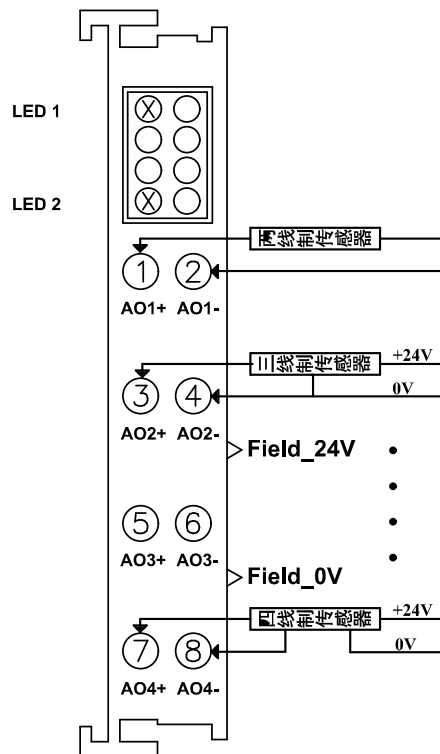 LED 1
LED 2
两线制传感器
① ②
AO1+ AO1-
三线制传感器 +24V
0V
③ ④
AO2+ AO2-
Field_24V
⑤ ⑥
AO3+ AO3-
Field_0V
四线制传感器 +24V
0V
⑦ ⑧
AO4+ AO4-